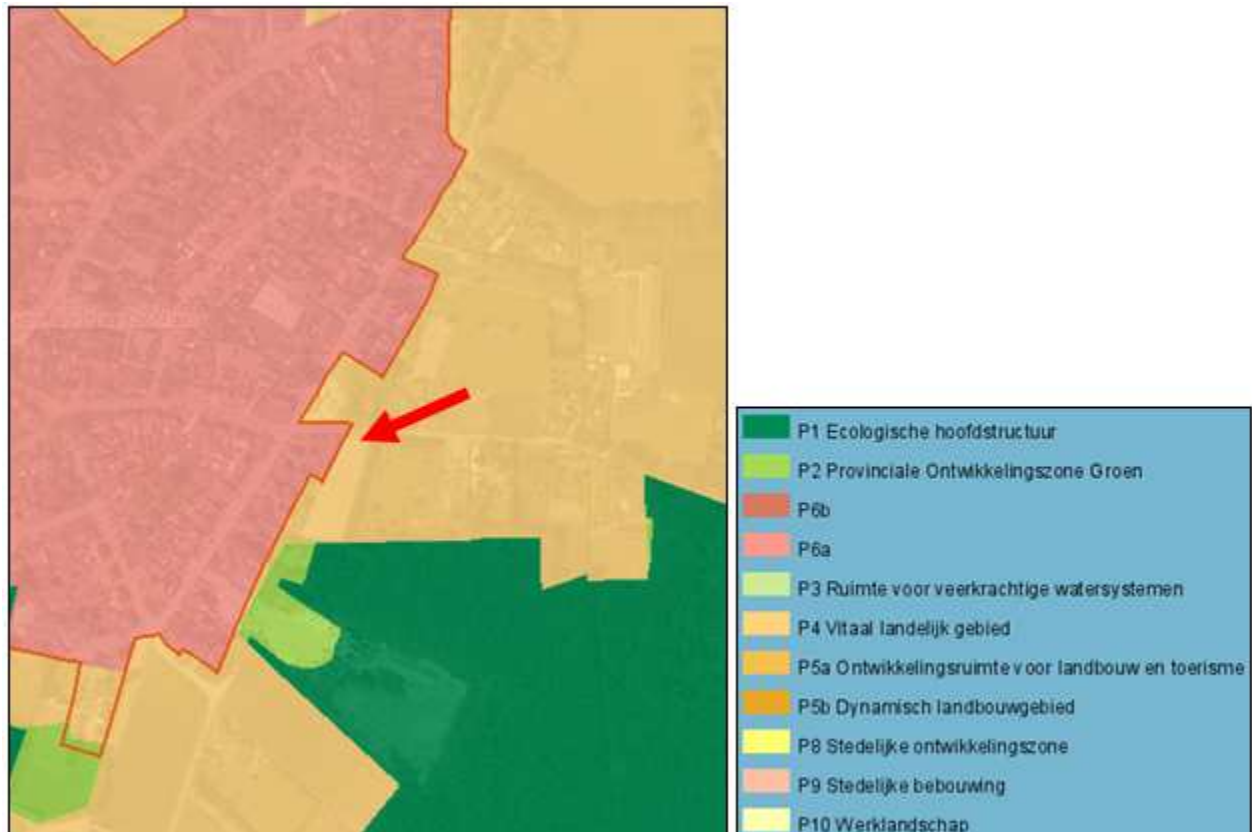 P1 Ecologische hoofdstructuur
P2 Provinciale Ontwikkelingszone Groen
P6b
P6a
P3 Ruimte voor veerkrachtige watersystemen
P4 Vitaal landelijk gebied
P5a Ontwikkelingsruimte voor landbouw en toerisme
P5b Dynamisch landbouwgebied
P8 Stedelijke ontwikkelingszone
P9 Stedelijke bebouwing
P10 Werklandschap